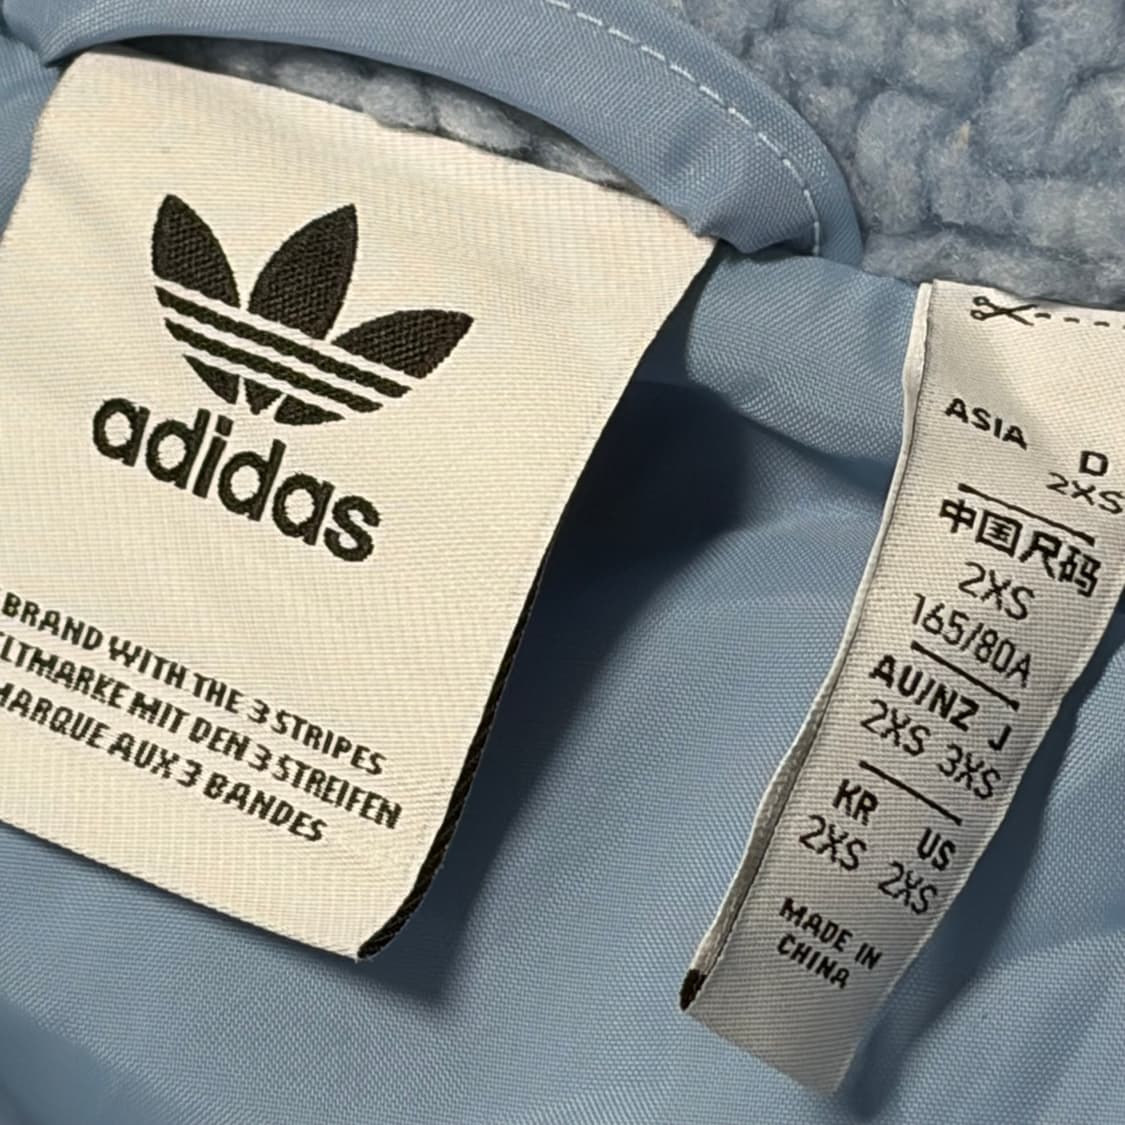 adidas
BRAND WITH THE 3 STRIPES
MARKE MIT DEN 3 STREIFEN
MARQUE AUX 3 BANDES
ASIA D
2XS
中国尺码
2XS
165/80A
AU/NZ J
2XS 3XS
KR US
2XS 2XS
MADE IN
CHINA